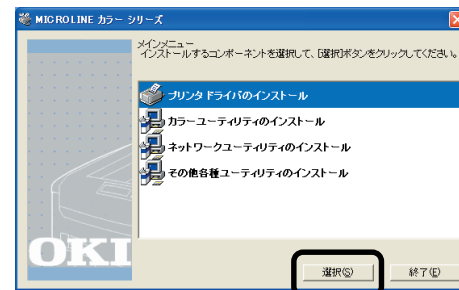 MICROLINE カラー シリーズ
メインメニュー
インストールするコンポーネントを選択して、[選択]ボタンをクリックしてください。
プリンタドライバのインストール
カラーユーティリティのインストール
ネットワークユーティリティのインストール
その他各種ユーティリティのインストール
OKI
選択(S)
終了(E)